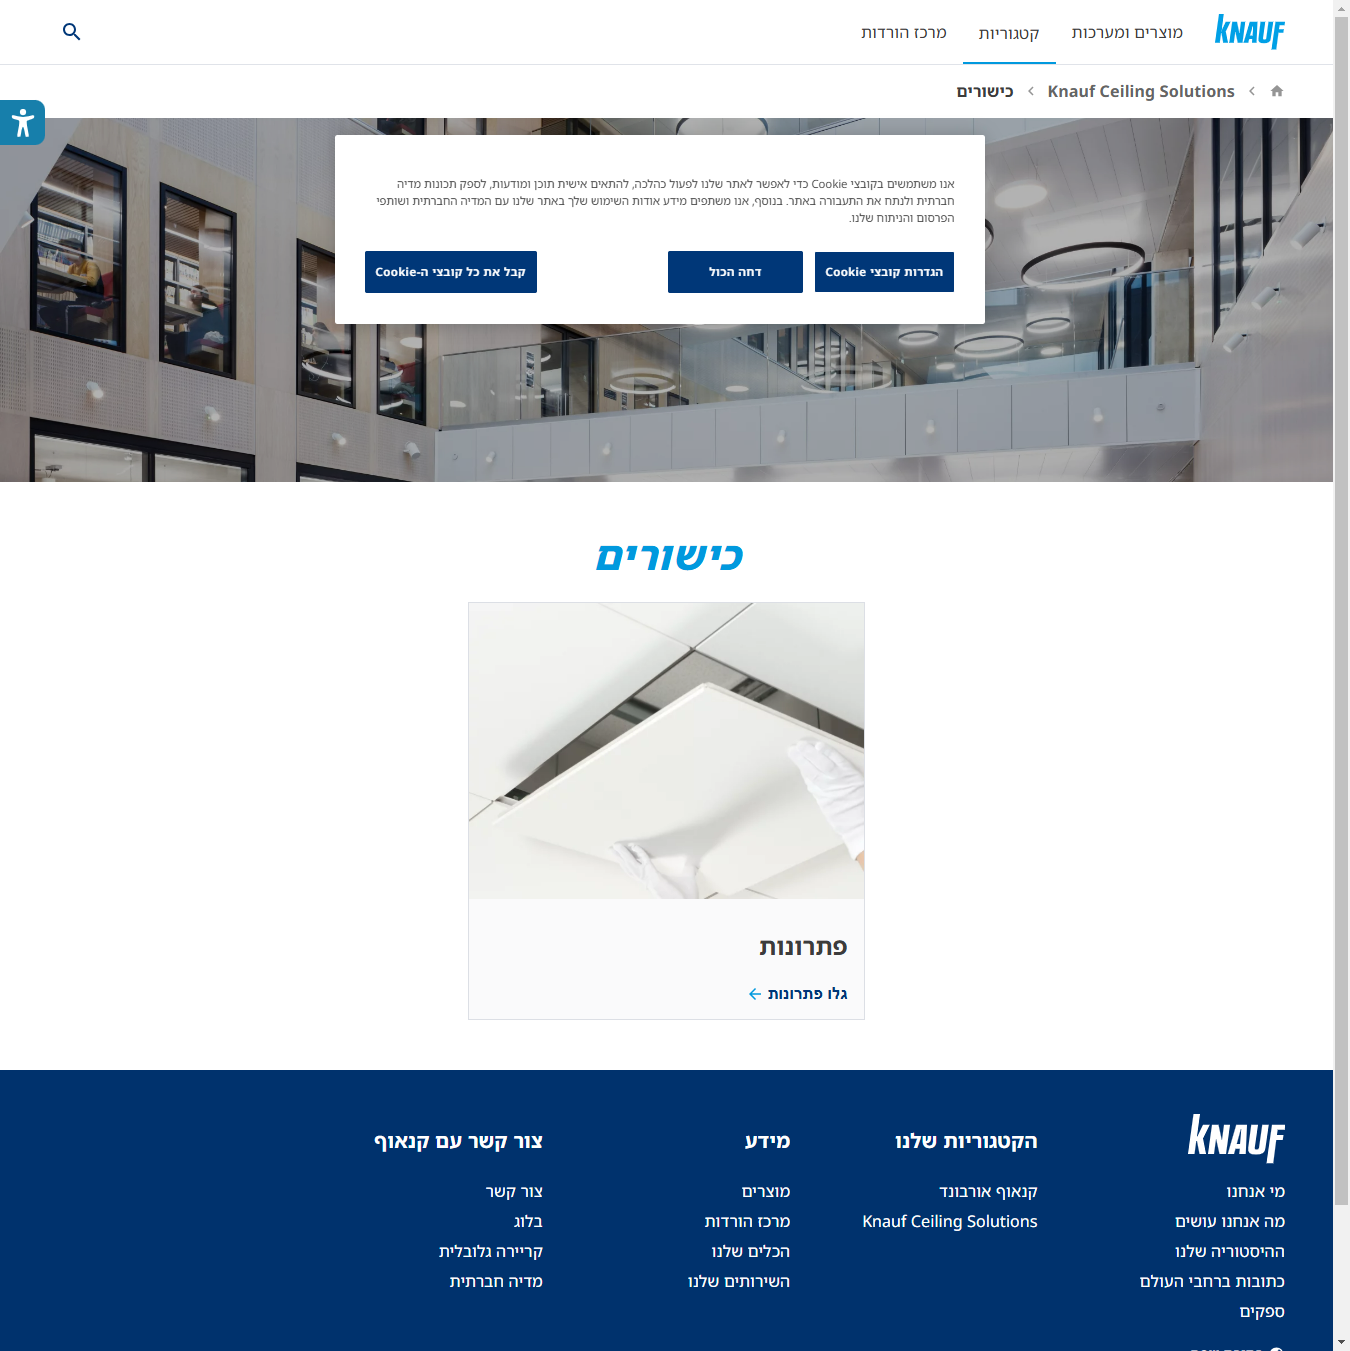 KNAUF
מוצרים ומערכות
קטגוריות
מרכז הורדות
Knauf Ceiling Solutions
כישורים
אנו משתמשים בקובצי Cookie כדי לאפשר לאתר שלנו לפעול כהלכה, להתאים אישית תוכן ומודעות, לספק תכונות מדיה
חברתית ולנתח את התעבורה באתר. בנוסף, אנו משתפים מידע אודות השימוש שלך באתר שלנו עם המדיה החברתית ושותפי
הפרסום והניתוח שלנו.
הגדרות קובצי Cookie
דחה הכול
קבל את כל קובצי ה-Cookie
כישורים
פתרונות
גלו פתרונות
KNAUF
מי אנחנו
מה אנחנו עושים
ההיסטוריה שלנו
כתובות ברחבי העולם
ספקים
הקטגוריות שלנו
קנאוף אורבונד
Knauf Ceiling Solutions
מידע
מוצרים
מרכז הורדות
הכלים שלנו
השירותים שלנו
צור קשר עם קנאוף
צור קשר
בלוג
קריירה גלובלית
מדיה חברתית